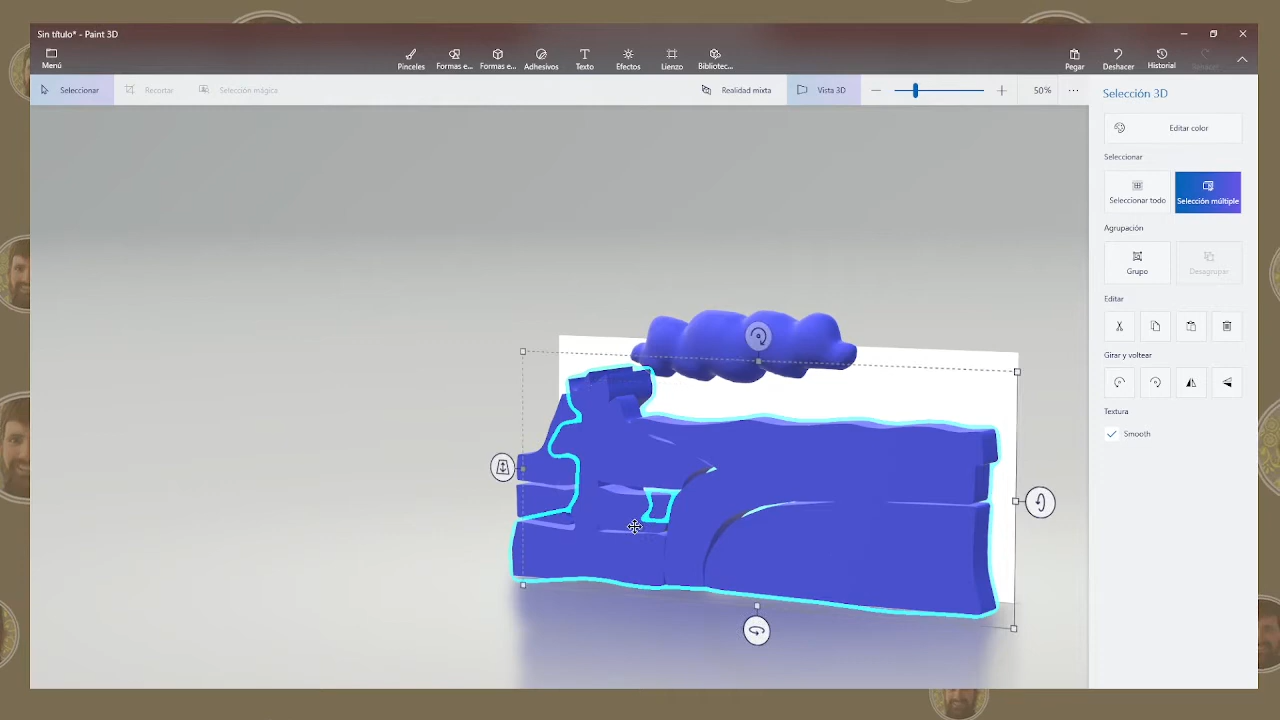 Sin título* - Paint 3D
Menú
Pinceles
Formas e...
Formas e...
Adhesivos
Texto
Efectos
Lienzo
Bibliotec...
Pegar
Deshacer
Historial
Rehacer
Seleccionar
Recortar
Selección mágica
Realidad mixta
Vista 3D
50%
Selección 3D
Editar color
Seleccionar
Seleccionar todo
Selección múltiple
Agrupación
Grupo
Desagrupar
Editar
Girar y voltear
Textura
Smooth